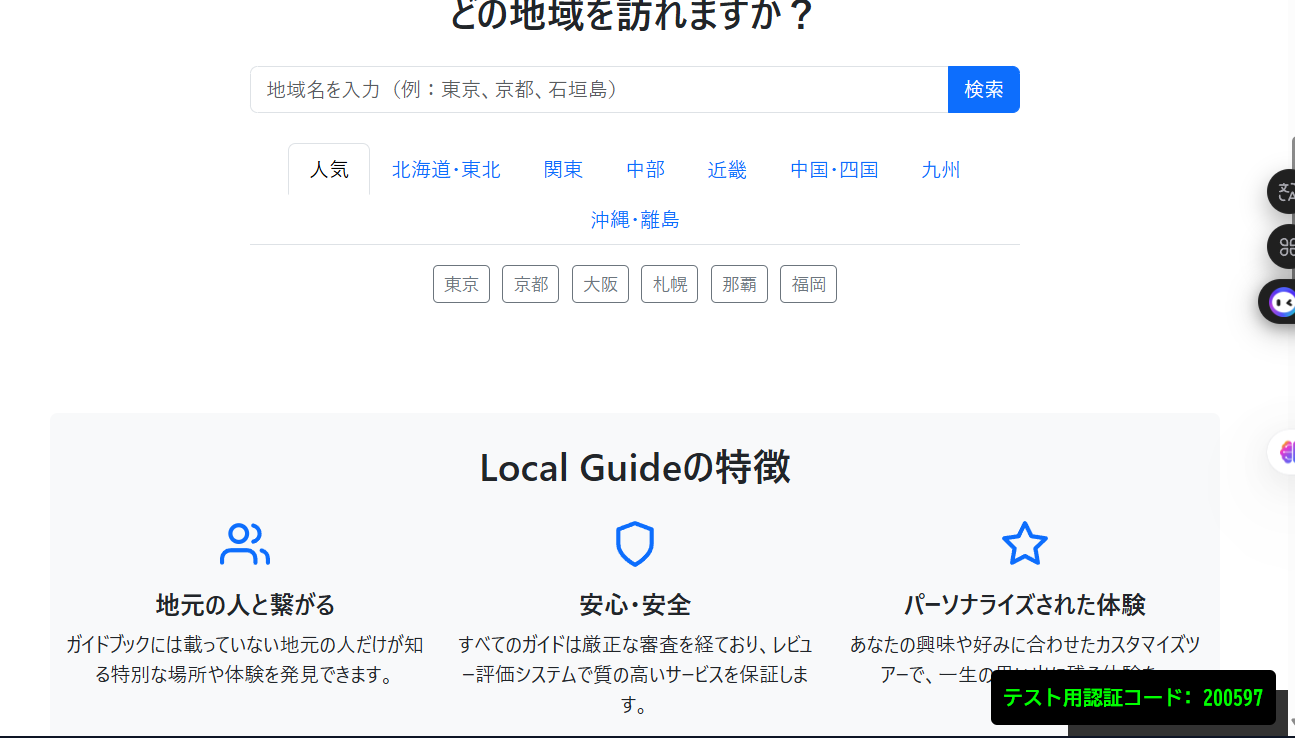 どの地域を訪れますか？
地域名を入力（例：東京、京都、石垣島）
検索
人気
北海道・東北
関東
中部
近畿
中国・四国
九州
沖縄・離島
東京
京都
大阪
札幌
那覇
福岡
Local Guideの特徴
地元の人と繋がる
ガイドブックには載っていない地元の人だけが知
る特別な場所や体験を発見できます。
安心・安全
すべてのガイドは厳正な審査を経ており、レビュ
ー評価システムで質の高いサービスを保証しま
す。
パーソナライズされた体験
あなたの興味や好みに合わせたカスタマイズツ
アーで、一生の
テスト用認証コード: 200597